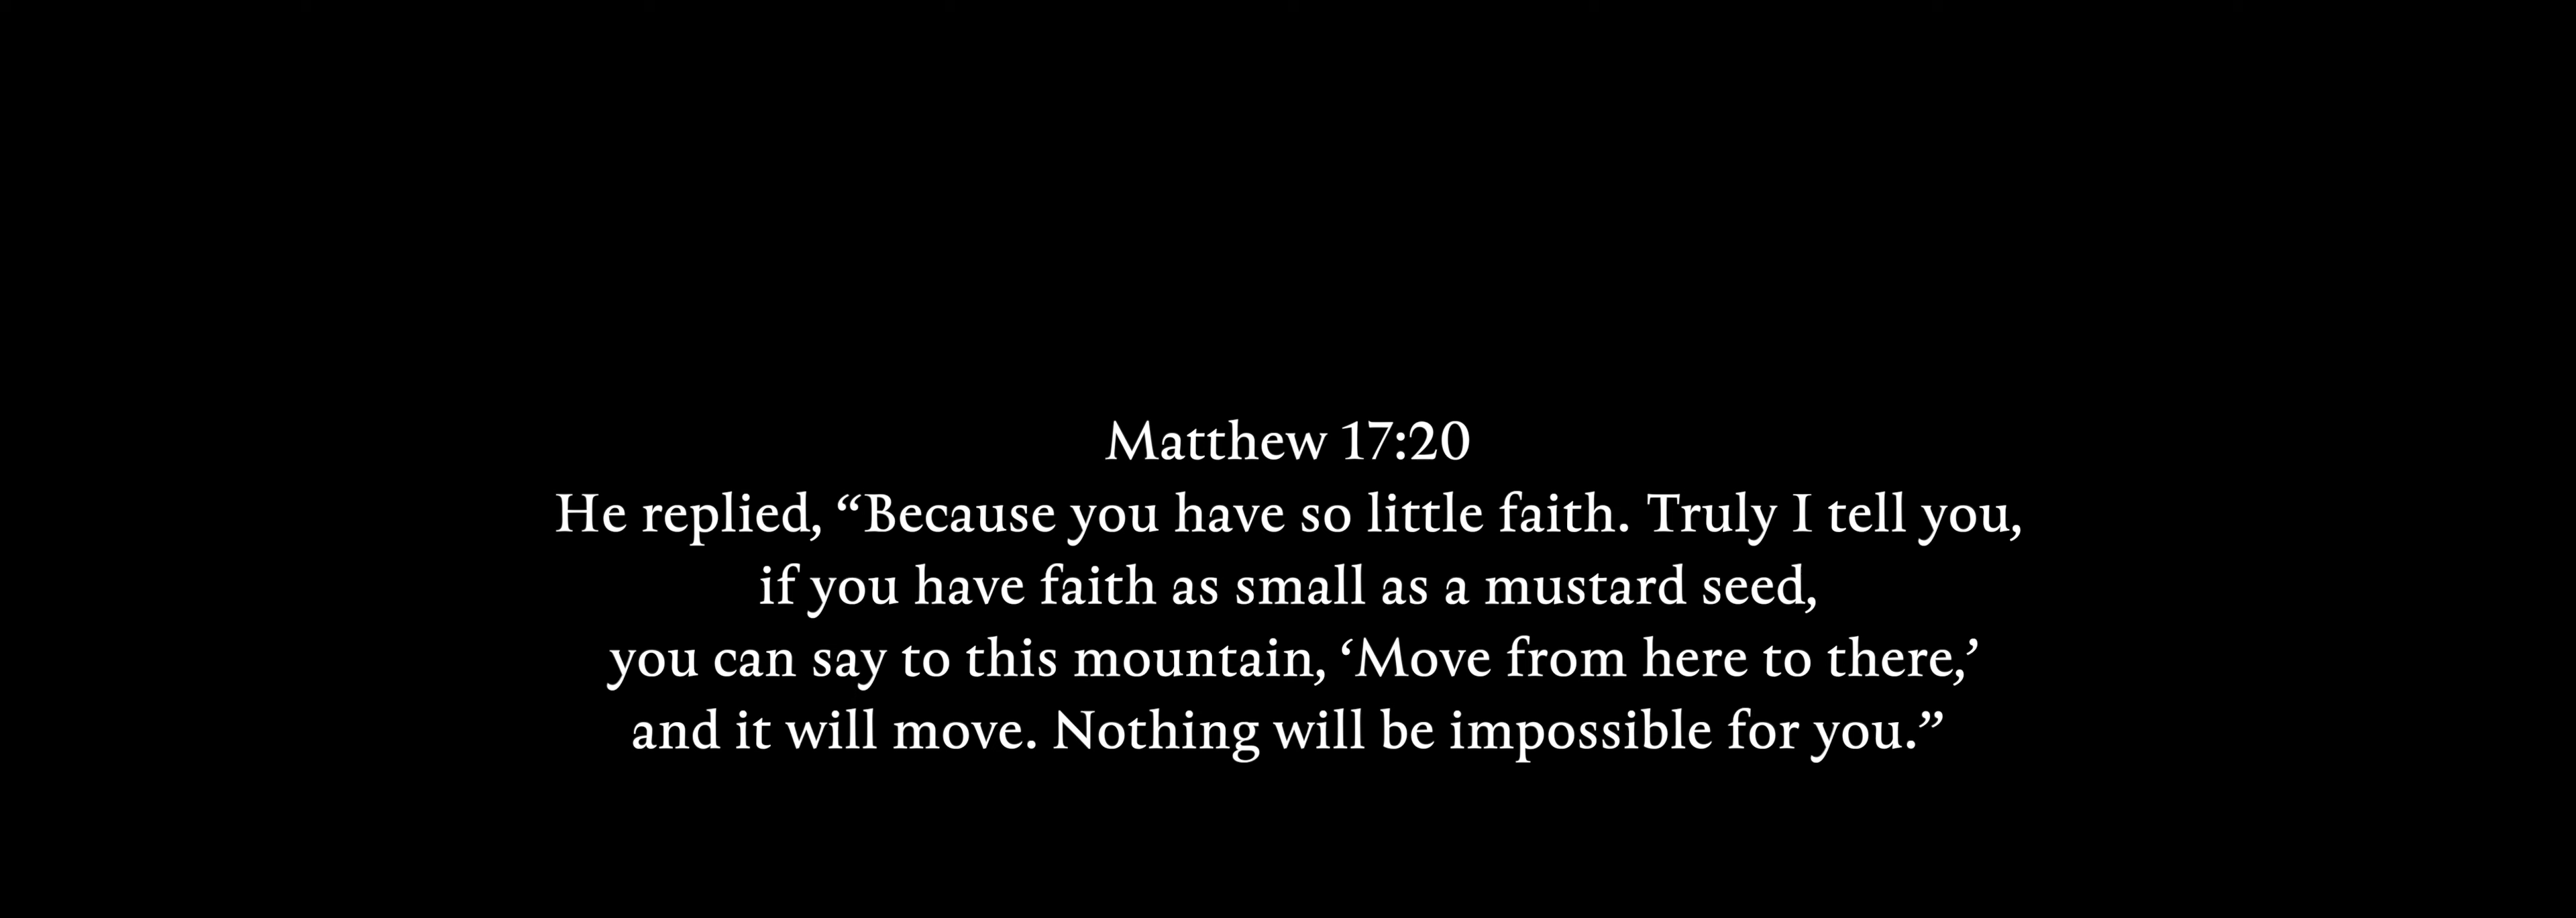 Matthew 17:20
He replied, “Because you have so little faith. Truly I tell you,
if you have faith as small as a mustard seed,
you can say to this mountain, ‘Move from here to there,’
and it will move. Nothing will be impossible for you.”